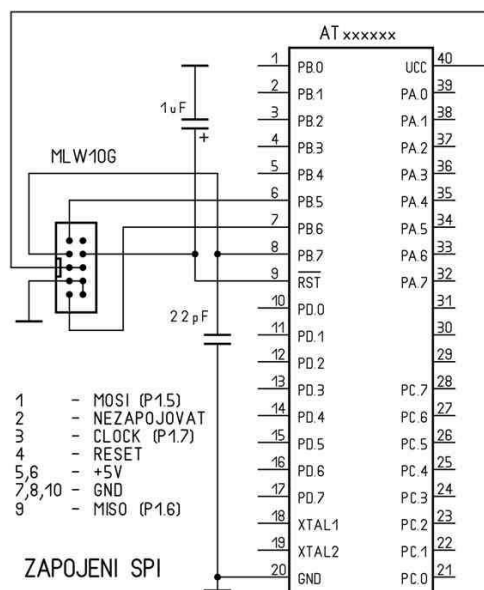 AT xxxxxx
1 PB.0 UCC 40
2 PB.1 PA.0 39
3 PB.2 PA.1 38
4 PB.3 PA.2 37
5 PB.4 PA.3 36
6 PB.5 PA.4 35
7 PB.6 PA.5 34
8 PB.7 PA.6 33
9 RST PA.7 32
10 PD.0 31
11 PD.1 30
12 PD.2 29
13 PD.3 PC.7 28
14 PD.4 PC.6 27
15 PD.5 PC.5 26
16 PD.6 PC.4 25
17 PD.7 PC.3 24
18 XTAL1 PC.2 23
19 XTAL2 PC.1 22
20 GND PC.0 21
1uF
+
MLW10G
22pF
1 - MOSI (P1.5)
2 - NEZAPOJOVAT
3 - CLOCK (P1.7)
4 - RESET
5,6 - +5V
7,8,10 - GND
9 - MISO (P1.6)
ZAPOJENI SPI